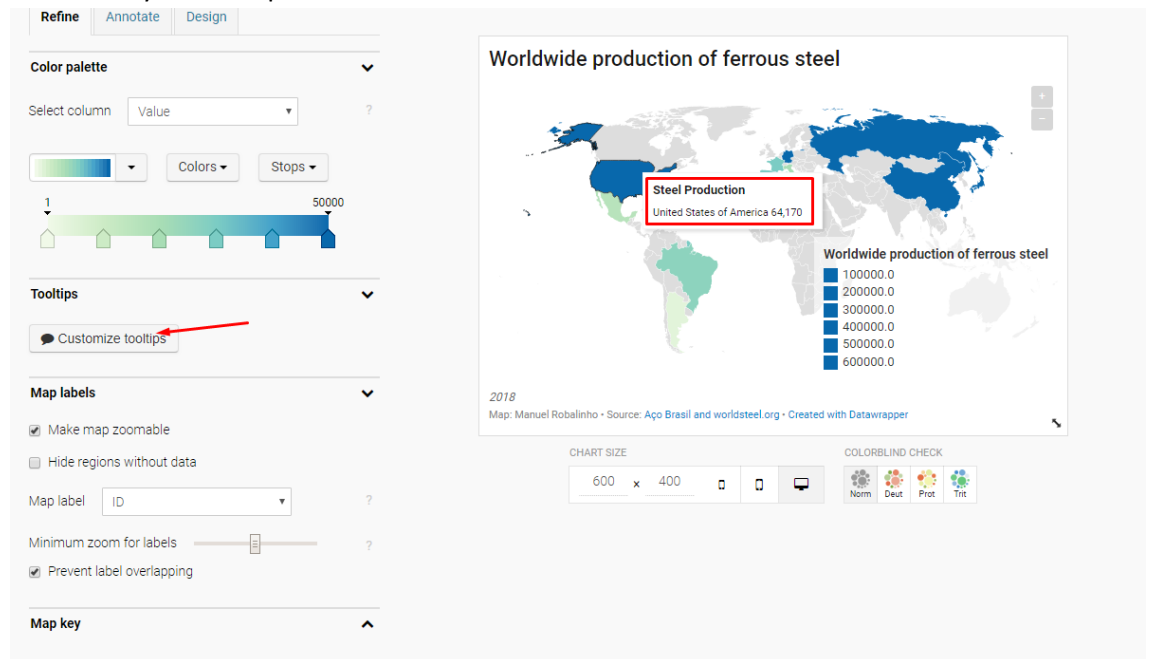 Refine Annotate Design
Color palette
Select column Value ?
Colors Stops
1 50000
Tooltips
Customize tooltips
Map labels
Make map zoomable
Hide regions without data
Map label ID ?
Minimum zoom for labels ?
Prevent label overlapping
Map key
Worldwide production of ferrous steel
+
−
Steel Production
United States of America 64,170
Worldwide production of ferrous steel
100000.0
200000.0
300000.0
400000.0
500000.0
600000.0
2018
Map: Manuel Robalinho • Source: Aço Brasil and worldsteel.org • Created with Datawrapper
CHART SIZE
600 x 400
COLORBLIND CHECK
Norm Deut Prot Trit